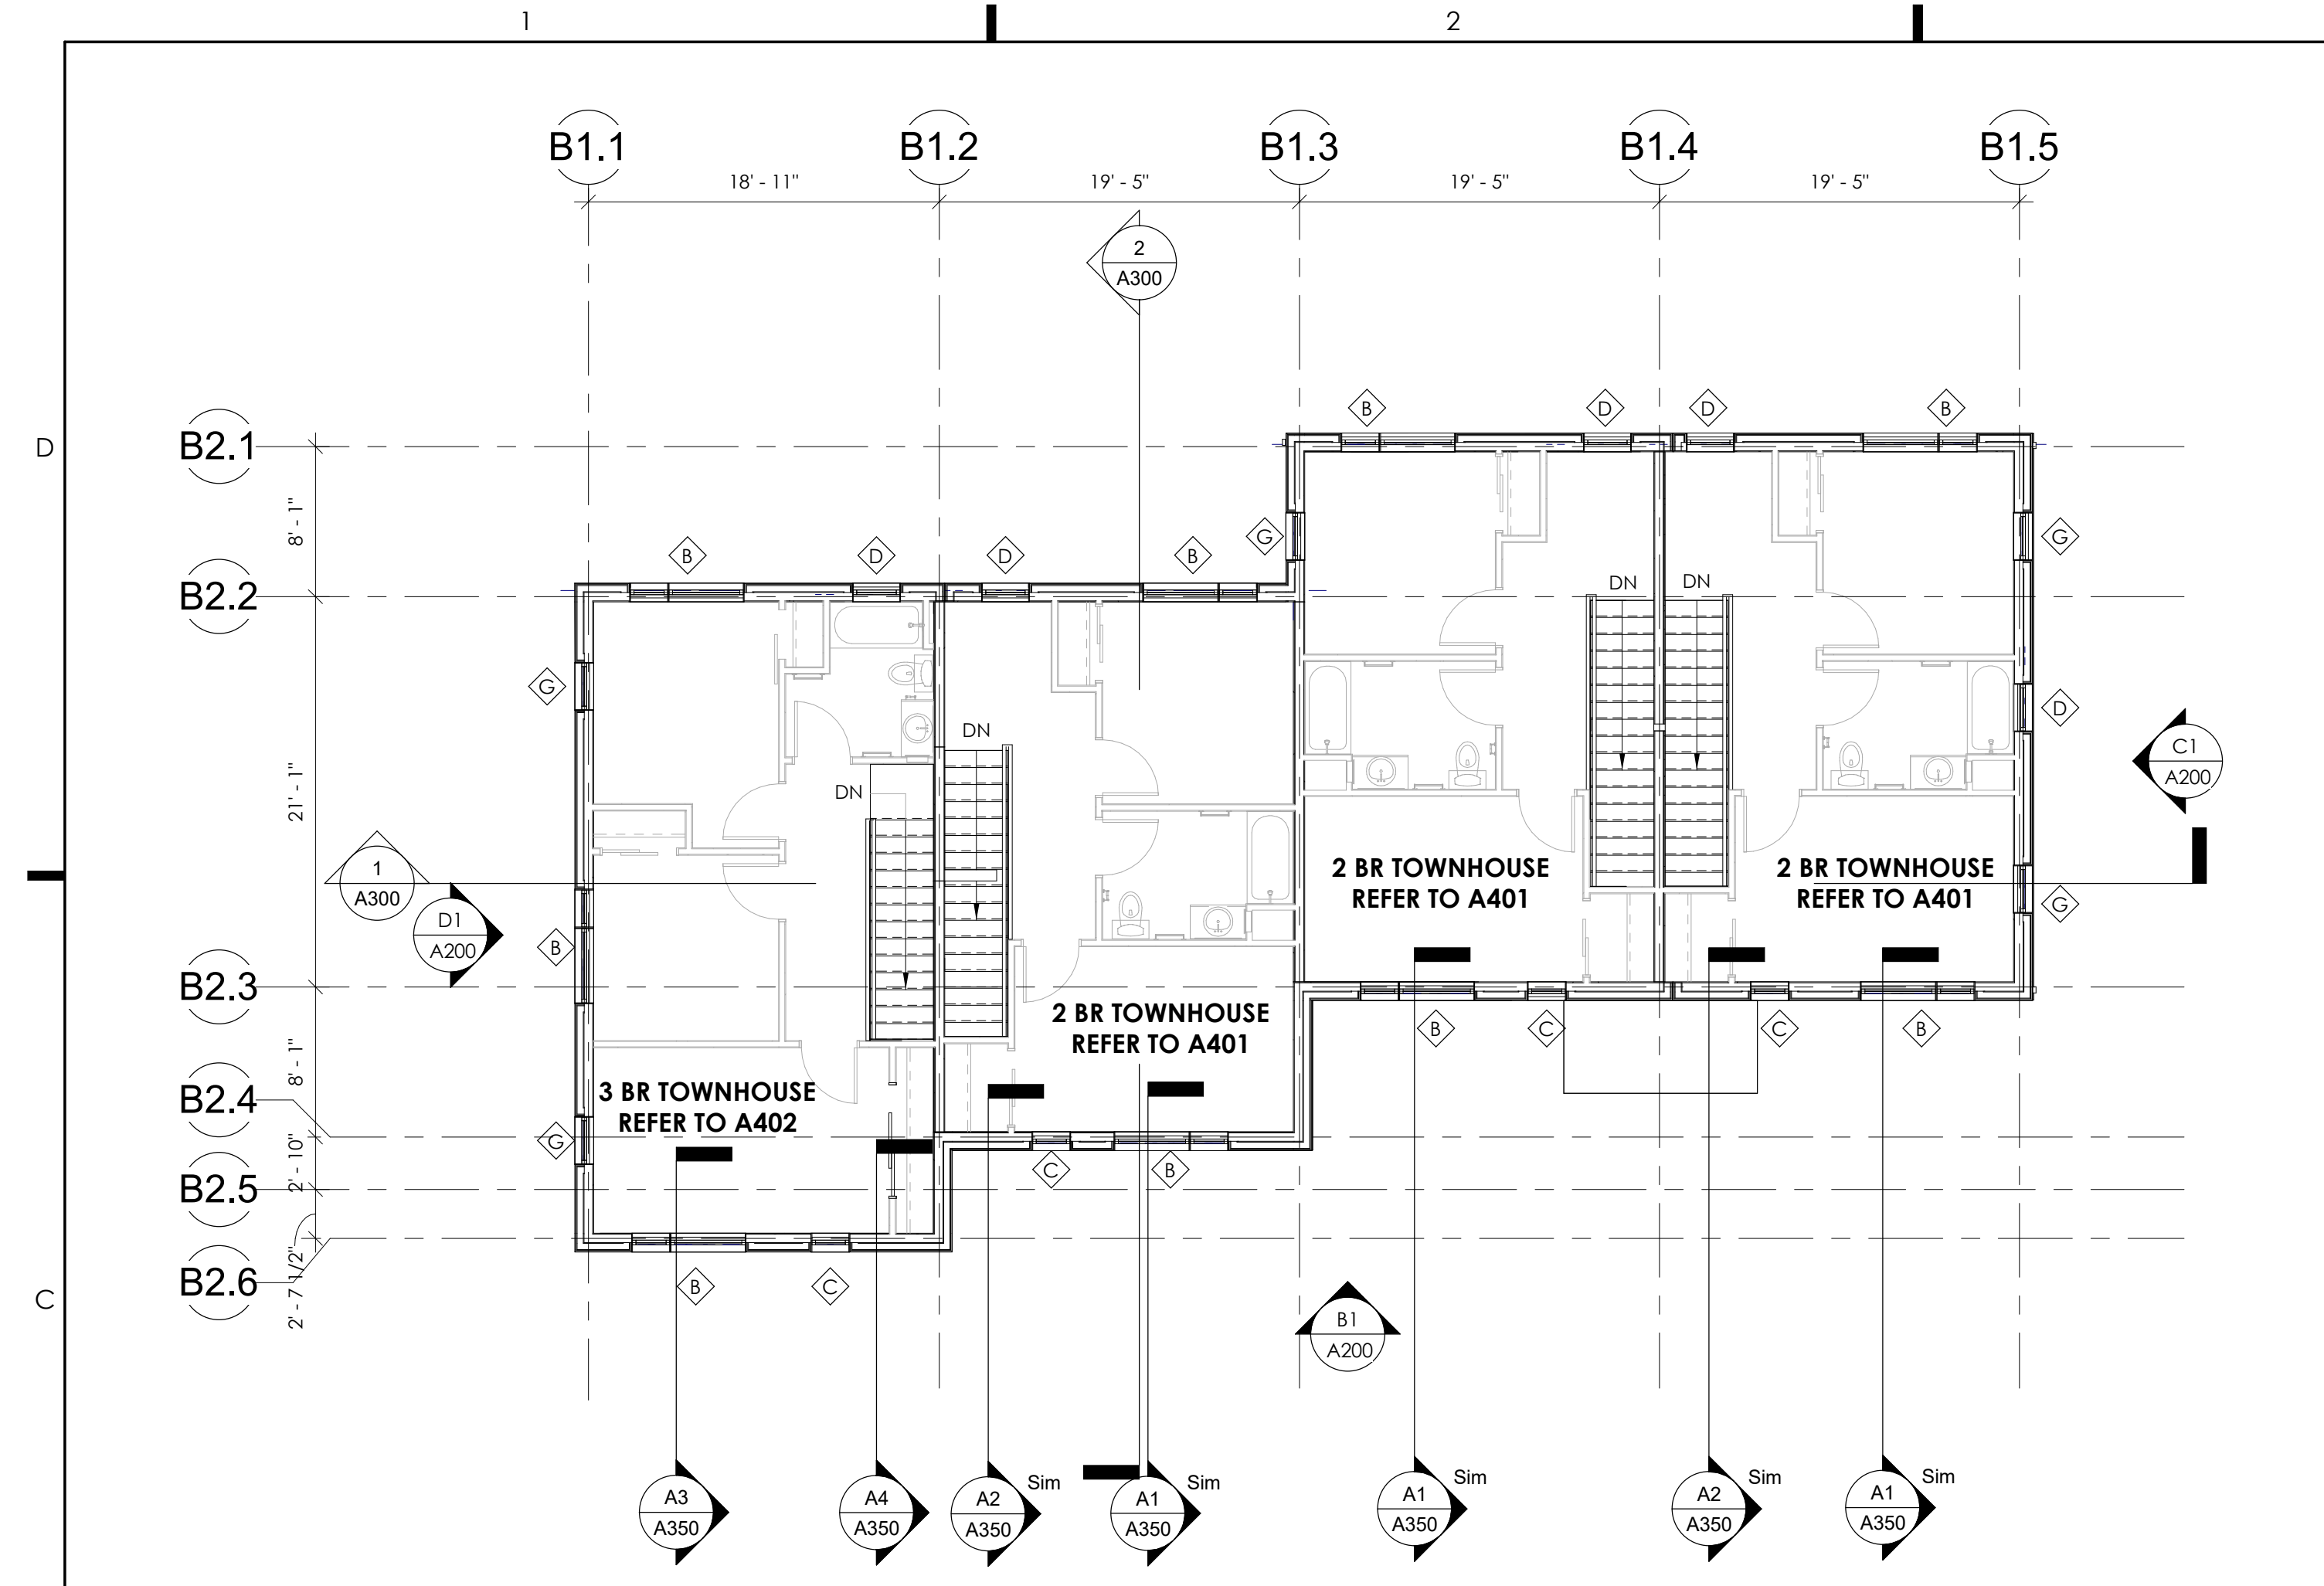 1
2
B1.1
B1.2
B1.3
B1.4
B1.5
18' - 11"
19' - 5"
19' - 5"
19' - 5"
2
A300
B
D
D
B
D
B2.1
8' - 1"
G
G
B
D
D
B
B2.2
DN
DN
G
D
DN
C1
A200
DN
21' - 1"
1
A300
2 BR TOWNHOUSE
REFER TO A401
2 BR TOWNHOUSE
REFER TO A401
G
D1
A200
B
B2.3
2 BR TOWNHOUSE
REFER TO A401
B
C
C
B
8' - 1"
B2.4
3 BR TOWNHOUSE
REFER TO A402
G
2' - 10"
C
B
B2.5
B2.6
2' - 7 1/2"
B
C
C
B1
A200
A3
A350
A4
A350
A2
A350
Sim
A1
A350
Sim
A1
A350
Sim
A2
A350
Sim
A1
A350
Sim